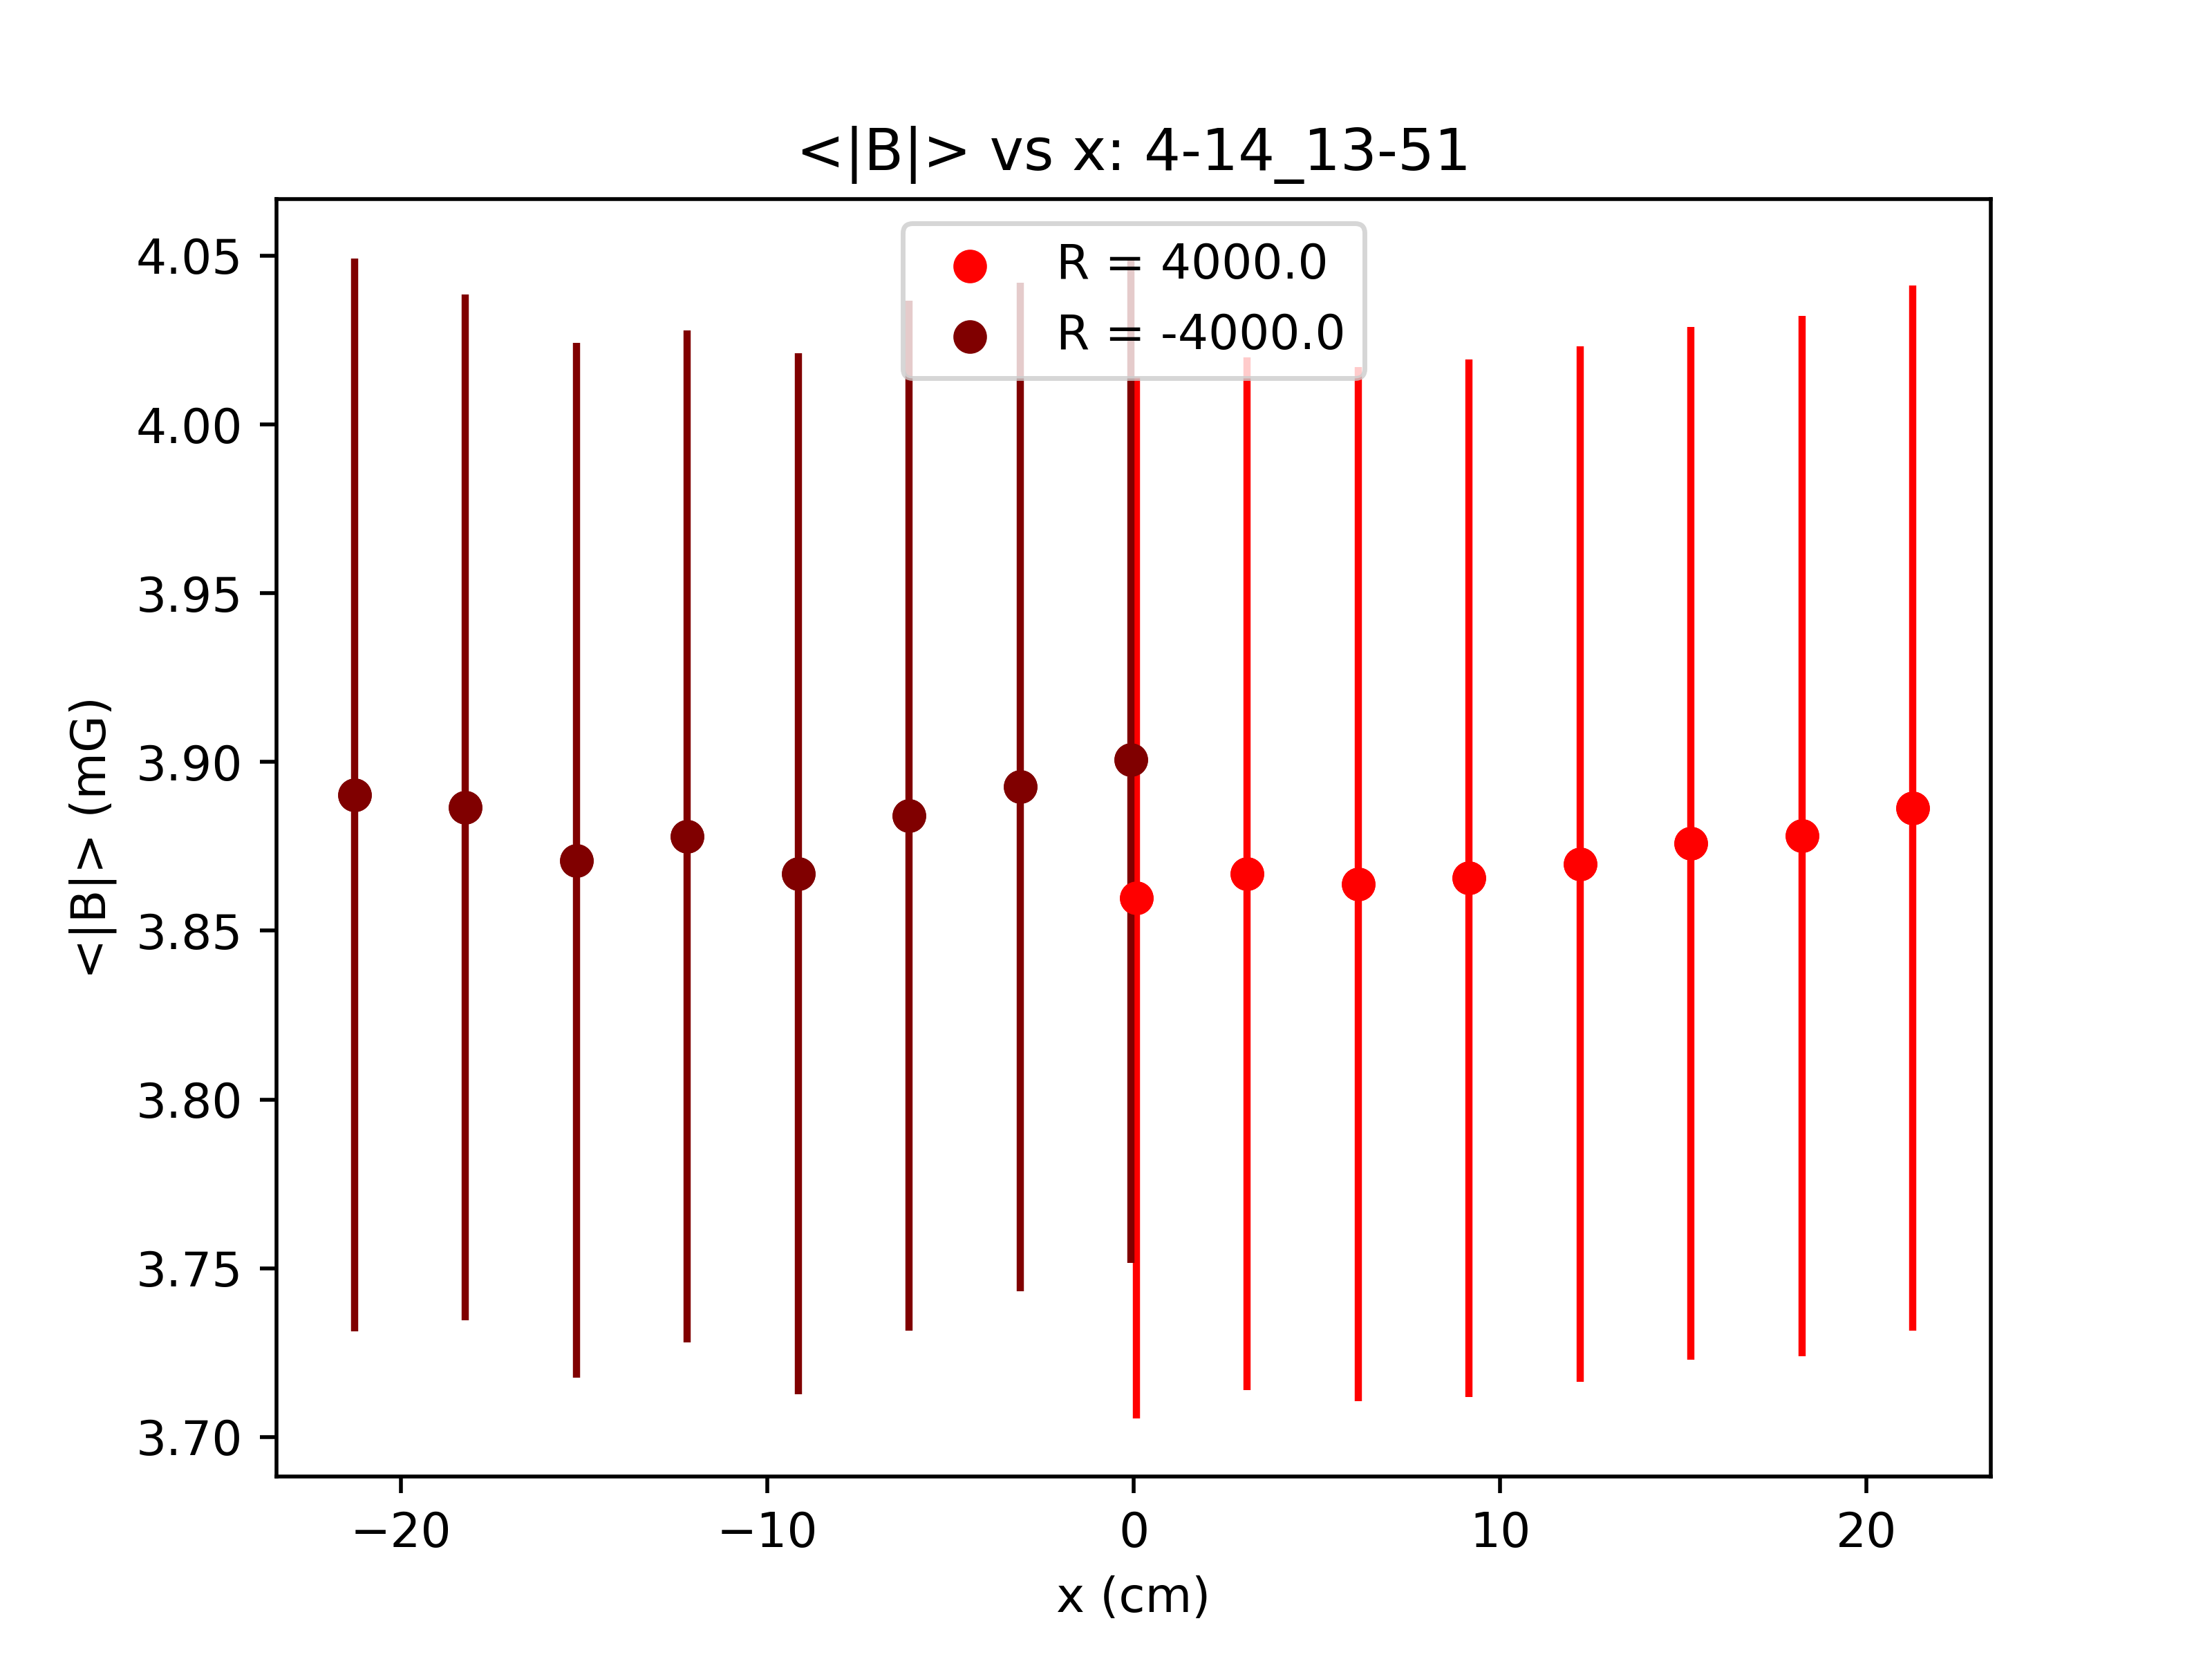 <|B|> vs x: 4-14_13-51
R = 4000.0
R = -4000.0
4.05
4.00
3.95
3.90
3.85
3.80
3.75
3.70
<|B|> (mG)
−20 −10 0 10 20
x (cm)